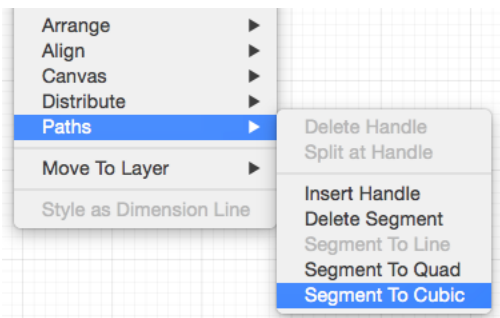 Arrange
Align
Canvas
Distribute
Paths
Move To Layer
Style as Dimension Line
Delete Handle
Split at Handle
Insert Handle
Delete Segment
Segment To Line
Segment To Quad
Segment To Cubic